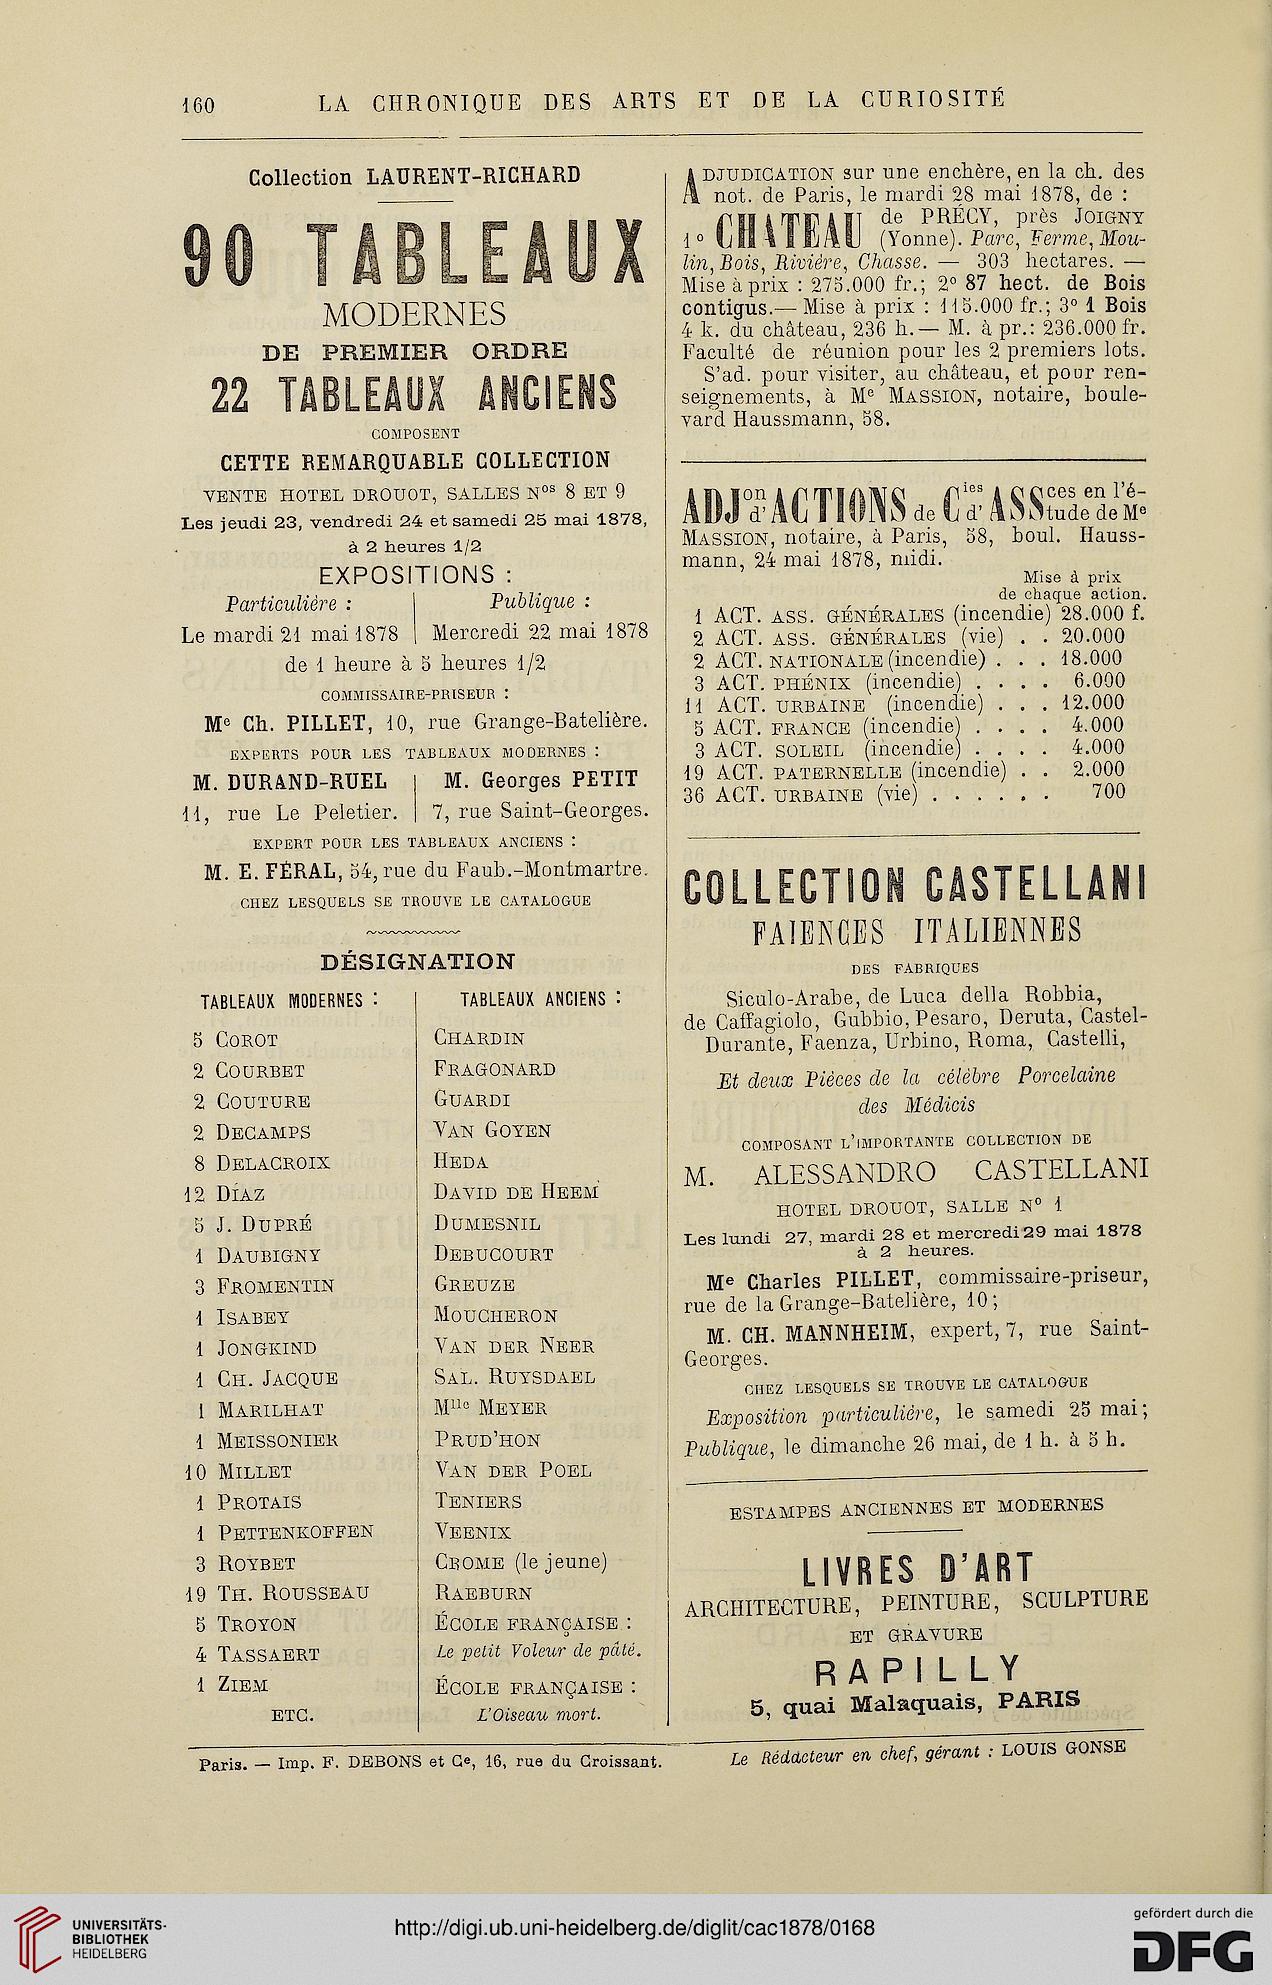 160 LA CHRONIQUE DES ARTS ET DE LA CURIOSITÉ
Collection LAURENT-RICHARD
90 TABLEAUX
MODERNES
DE PREMIER ORDRE
22 TABLEAUX ANCIENS
COMPOSENT
CETTE REMARQUABLE COLLECTION
VENTE HOTEL DROUOT, SALLES Nos 8 ET 9
Les jeudi 23, vendredi 24 et samedi 25 mai 1878,
à 2 heures 1/2
EXPOSITIONS :
Particulière : Publique :
Le mardi 21 mai 1878 Mercredi 22 mai 1878
de 1 heure à 5 heures 1/2
COMMISSAIRE-PRISEUR :
Me Ch. PILLET, 10, rue Grange-Batelière.
EXPERTS POUR LES TABLEAUX MODERNES :
M. DURAND-RUEL M. Georges PETIT
11, rue Le Peletier. 7, rue Saint-Georges.
EXPERT POUR LES TABLEAUX ANCIENS :
M. E. FÉRAL, 54, rue du Faub.-Montmartre.
CHEZ LESQUELS SE TROUVE LE CATALOGUE
DÉSIGNATION
TABLEAUX MODERNES :
5 COROT
2 COURBET
2 COUTURE
2 DECAMPS
8 DELACROIX
12 DÍAZ
5 J. DUPRÉ
1 DAUBIGNY
3 FROMENTIN
1 ISABEY
1 JONGKIND
1 CH. JACQUE
1 MARILHAT
1 MEISSONIER
10 MILLET
1 PROTAIS
1 PETTENKOFFEN
3 ROYBET
19 TH. ROUSSEAU
5 TROYON
4 TASSAERT
1 ZIEM
ETC.
TABLEAUX ANCIENS :
CHARDIN
FRAGONARD
GUARDI
VAN GOYEN
HEDA
DAVID DE HEEM
DUMESNIL
DEBUCOURT
GREUZE
MOUCHERON
VAN DER NEER
SAL. RUYSDAEL
Mlle MEYER
PRUD'HON
VAN DER POEL
TENIERS
VEENIX
CROME (le jeune)
RAEBURN
ÉCOLE FRANÇAISE :
Le petit Voleur de pâté.
ÉCOLE FRANÇAISE :
L'Oiseau mort.
Paris. — Imp. F. DEBONS et Ce, 16, rue du Croissant.
ADJUDICATION sur une enchère, en la ch. des
not. de Paris, le mardi 28 mai 1878, de :
1° CHATEAU de PRÉCY, près JOIGNY
(Yonne). Parc, Ferme, Mou-
lin, Bois, Rivière, Chasse. — 303 hectares. —
Mise à prix : 275.000 fr.; 2° 87 hect. de Bois
contigus.— Mise à prix : 115.000 fr.; 3° 1 Bois
4 k. du château, 236 h.— M. à pr.: 236.000 fr.
Faculté de réunion pour les 2 premiers lots.
S'ad. pour visiter, au château, et pour ren-
seignements, à Me MASSION, notaire, boule-
vard Haussmann, 58.
ADJon d'ACTIONS de Cies d'ASSces en l'é-
tude de Me
MASSION, notaire, à Paris, 58, boul. Hauss-
mann, 24 mai 1878, midi.
Mise à prix
de chaque action.
1 ACT. ASS. GÉNÉRALES (incendie) 28.000 f.
2 ACT. ASS. GÉNÉRALES (vie) . . 20.000
2 ACT. NATIONALE (incendie) . . . 18.000
3 ACT. PHÉNIX (incendie) . . . . 6.000
11 ACT. URBAINE (incendie) . . . 12.000
5 ACT. FRANCE (incendie) . . . . 4.000
3 ACT. SOLEIL (incendie) . . . . 4.000
19 ACT. PATERNELLE (incendie) . . 2.000
36 ACT. URBAINE (vie) . . . . . . 700
COLLECTION CASTELLANI
FAIENCES ITALIENNES
DES FABRIQUES
Siculo-Arabe, de Luca della Robbia,
de Caffagiolo, Gubbio, Pesaro, Deruta, Castel-
Durante, Faenza, Urbino, Roma, Castelli,
Et deux Pièces de la célèbre Porcelaine
des Médicis
COMPOSANT L'IMPORTANTE COLLECTION DE
M. ALESSANDRO CASTELLANI
HOTEL DROUOT, SALLE N° 1
Les lundi 27, mardi 28 et mercredi 29 mai 1878
à 2 heures.
Me Charles PILLET, commissaire-priseur,
rue de la Grange-Batelière, 10;
M. CH. MANNHEIM, expert, 7, rue Saint-
Georges.
CHEZ LESQUELS SE TROUVE LE CATALOGUE
Exposition particulière, le samedi 25 mai;
Publique, le dimanche 26 mai, de 1 h. à 5 h.
ESTAMPES ANCIENNES ET MODERNES
LIVRES D'ART
ARCHITECTURE, PEINTURE, SCULPTURE
ET GRAVURE
RAPILLY
5, quai Malaquais, PARIS
Le Rédacteur en chef, gérant : LOUIS GONSE
UNIVERSITÄTS-
BIBLIOTHEK
HEIDELBERG
http://digi.ub.uni-heidelberg.de/diglit/cac1878/0168
gefördert durch die
DFG